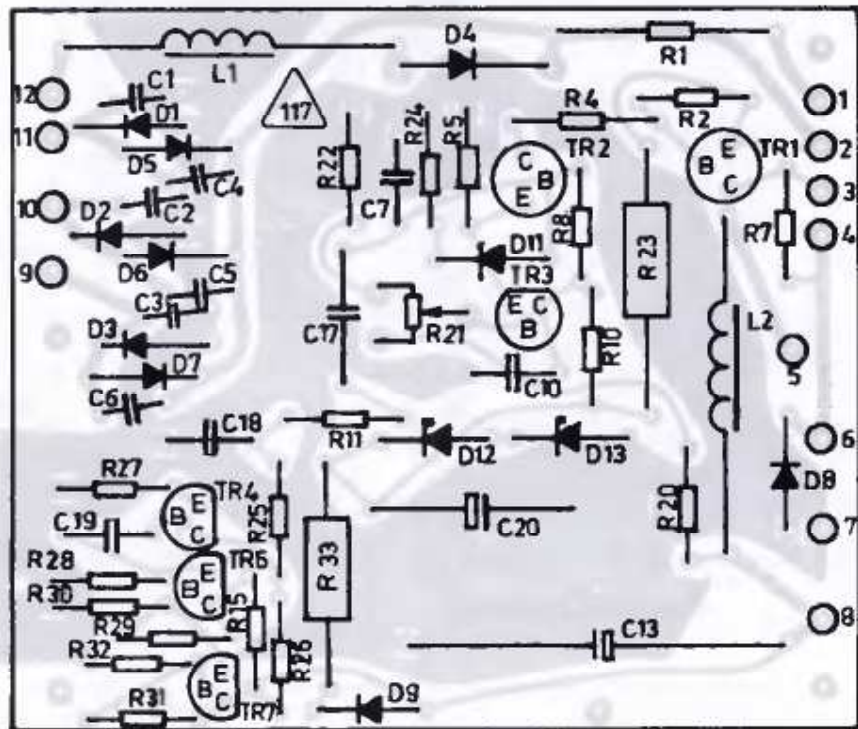 L1
D4
R1
12
C1
117
R24
R5
R4
R2
1
D1
11
D5
R22
C7
C
B
E
TR2
E
B
C
TR1
2
C4
C2
3
10
D2
R8
R23
R7
4
D6
D11
9
C5
C3
TR3
E C
B
C17
R21
R10
L2
D3
D7
C10
5
C6
C18
R11
D12
D13
6
D8
R27
TR4
E
B
C
R25
C20
R20
C19
7
R28
TR6
E
B
C
R33
R30
R15
8
R29
C13
R32
R26
E
B
C
TR7
R31
D9